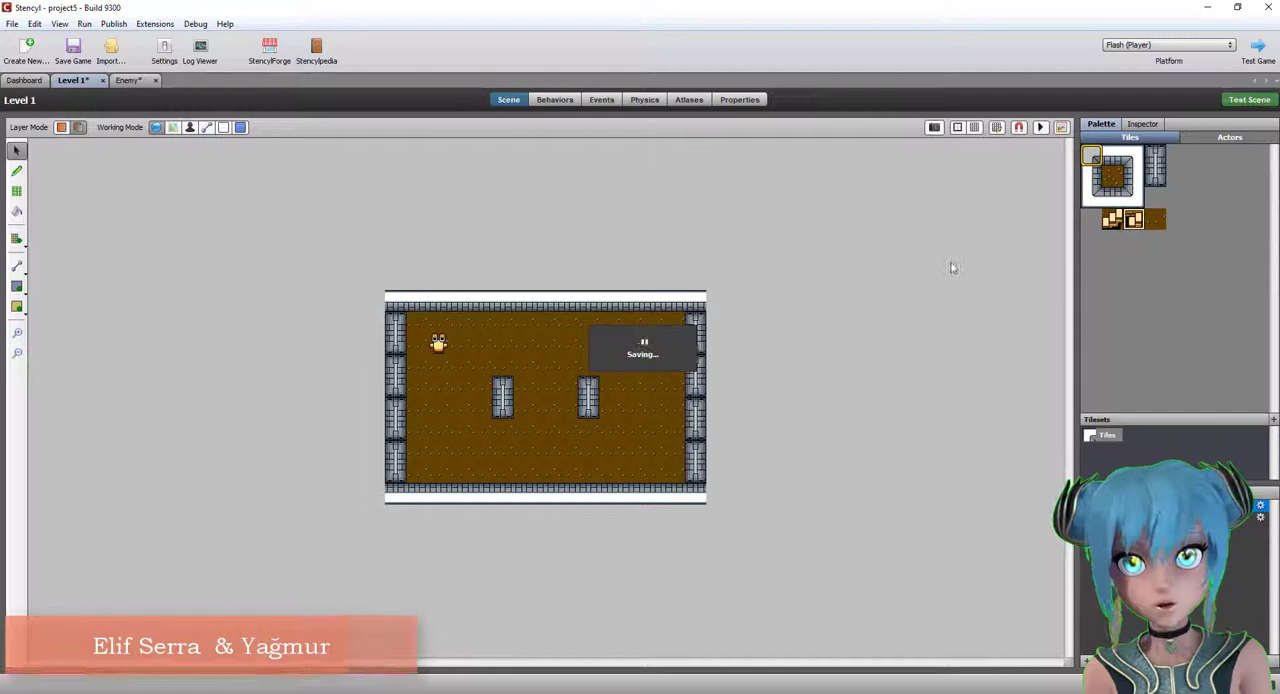 Stencyl - project5 - Build 9300
File Edit View Run Publish Extensions Debug Help
Create New... Save Game Import... Settings Log Viewer StencylForge Stencylpedia
Flash (Player)
Platform
Test Game
Dashboard Level 1* Enemy*
Level 1
Scene Behaviors Events Physics Atlases Properties
Test Scene
Layer Mode Working Mode
Palette Inspector
Tiles Actors
Saving...
Tilesets
Tiles
Elif Serra & Yağmur